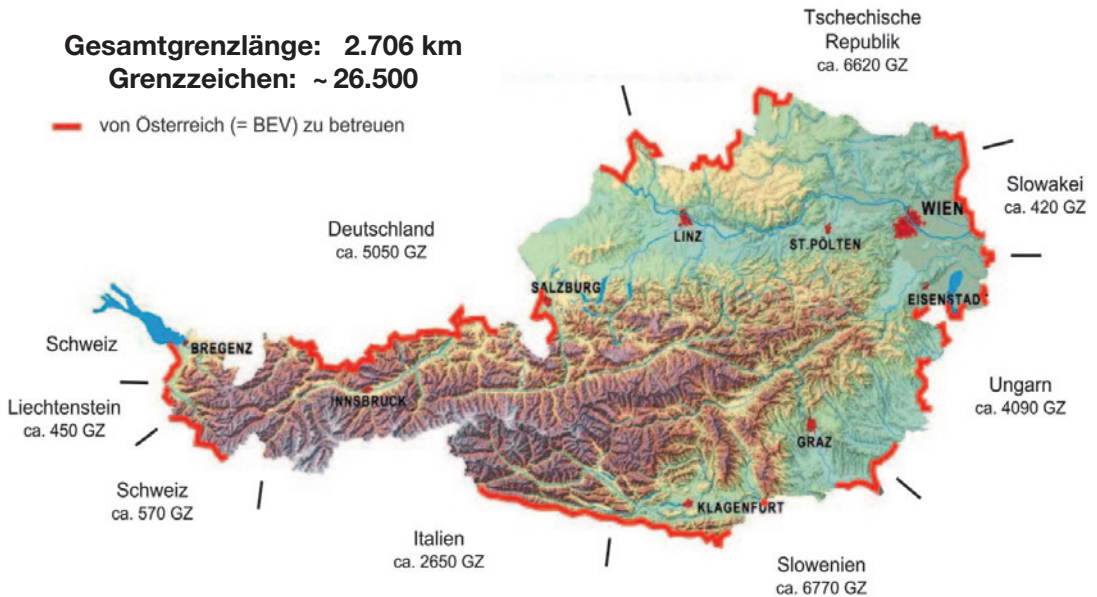 Gesamtgrenzlänge: 2.706 km
Grenzzeichen: ~ 26.500
von Österreich (= BEV) zu betreuen
Tschechische
Republik
ca. 6620 GZ
Slowakei
ca. 420 GZ
Deutschland
ca. 5050 GZ
WIEN
LINZ
ST.PÖLTEN
SALZBURG
EISENSTAD
Schweiz
BREGENZ
INNSBRUCK
Liechtenstein
ca. 450 GZ
Ungarn
ca. 4090 GZ
GRAZ
Schweiz
ca. 570 GZ
KLAGENFURT
Italien
ca. 2650 GZ
Slowenien
ca. 6770 GZ